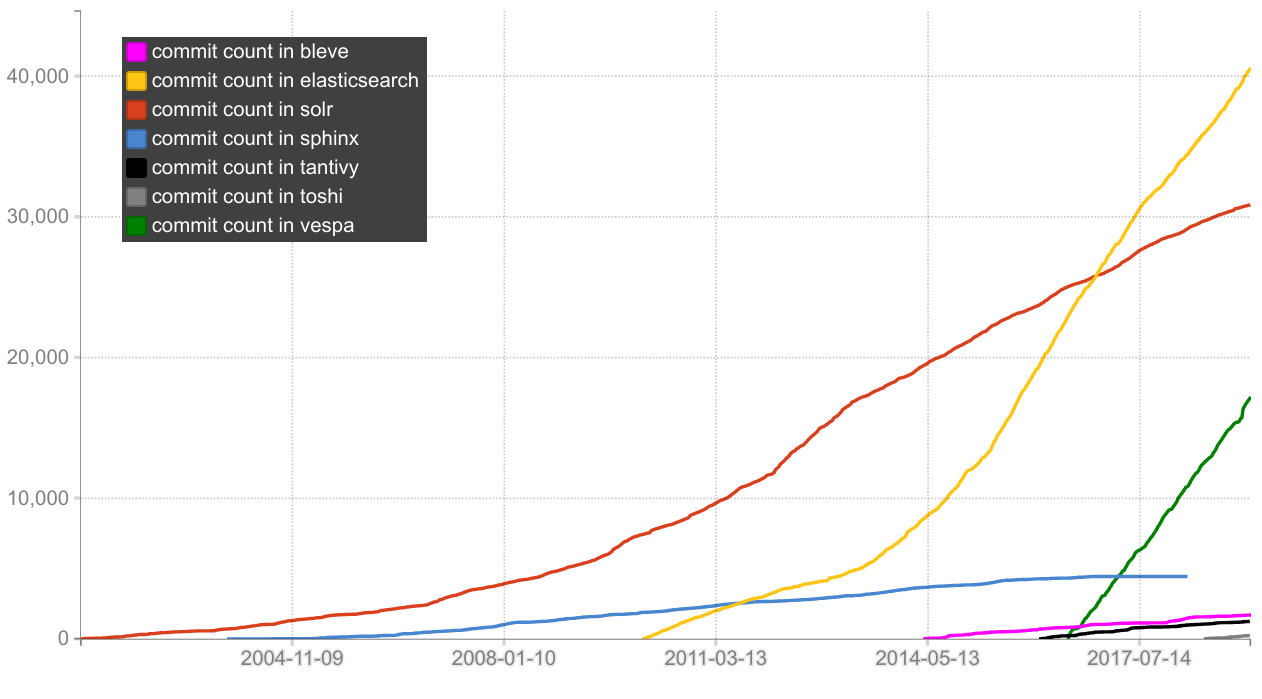 commit count in bleve
commit count in elasticsearch
commit count in solr
commit count in sphinx
commit count in tantivy
commit count in toshi
commit count in vespa
40,000
30,000
20,000
10,000
0
2004-11-09 2008-01-10 2011-03-13 2014-05-13 2017-07-14